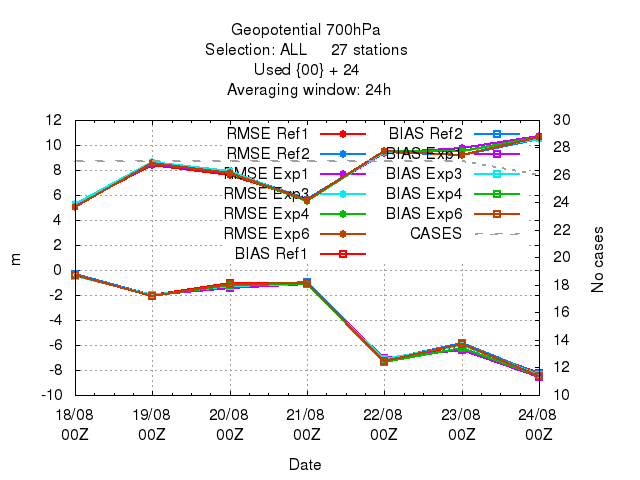 Geopotential 700hPa
Selection: ALL 27 stations
Used {00} + 24
Averaging window: 24h
RMSE Ref1 BIAS Ref2
RMSE Ref2 BIAS Exp1
RMSE Exp1 BIAS Exp3
RMSE Exp3 BIAS Exp4
RMSE Exp4 BIAS Exp6
RMSE Exp6 CASES
BIAS Ref1
12
10
8
6
4
2
0
-2
-4
-6
-8
-10
m
30
28
26
24
22
20
18
16
14
12
10
No cases
18/08 19/08 20/08 21/08 22/08 23/08 24/08
00Z 00Z 00Z 00Z 00Z 00Z 00Z
Date